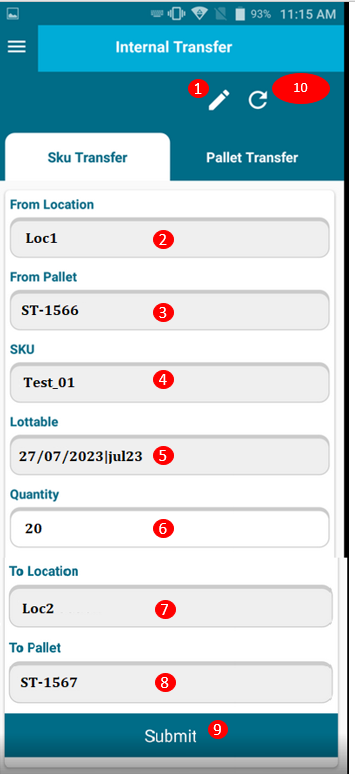 93% 11:15 AM
Internal Transfer
1 10
Sku Transfer Pallet Transfer
From Location
Loc1 2
From Pallet
ST-1566 3
SKU
Test_01 4
Lottable
27/07/2023|jul23 5
Quantity
20 6
To Location
Loc2 7
To Pallet
ST-1567 8
Submit 9